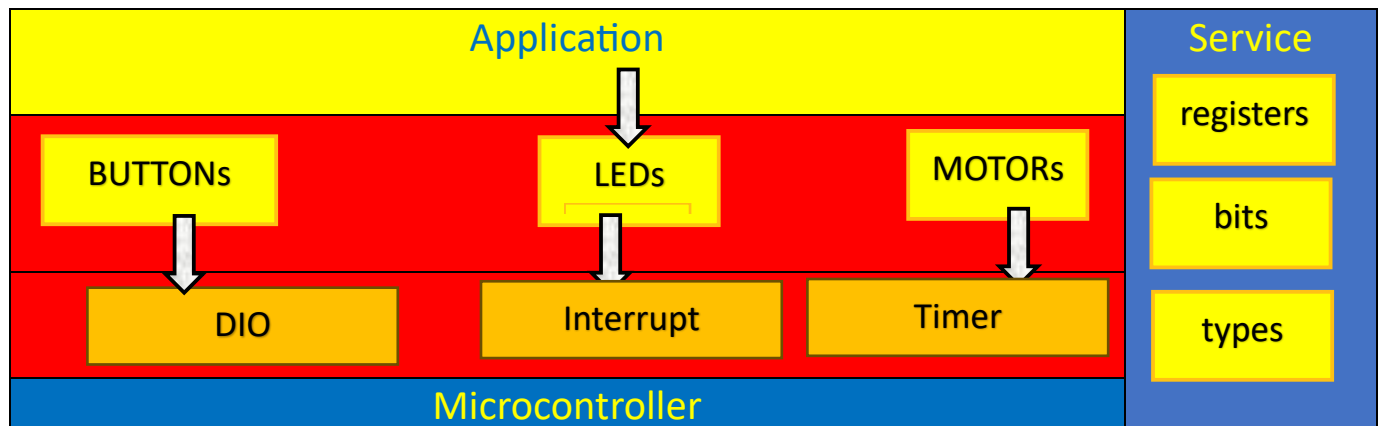 Application
Service
registers
BUTTONs
LEDs
MOTORs
bits
DIO
Interrupt
Timer
types
Microcontroller